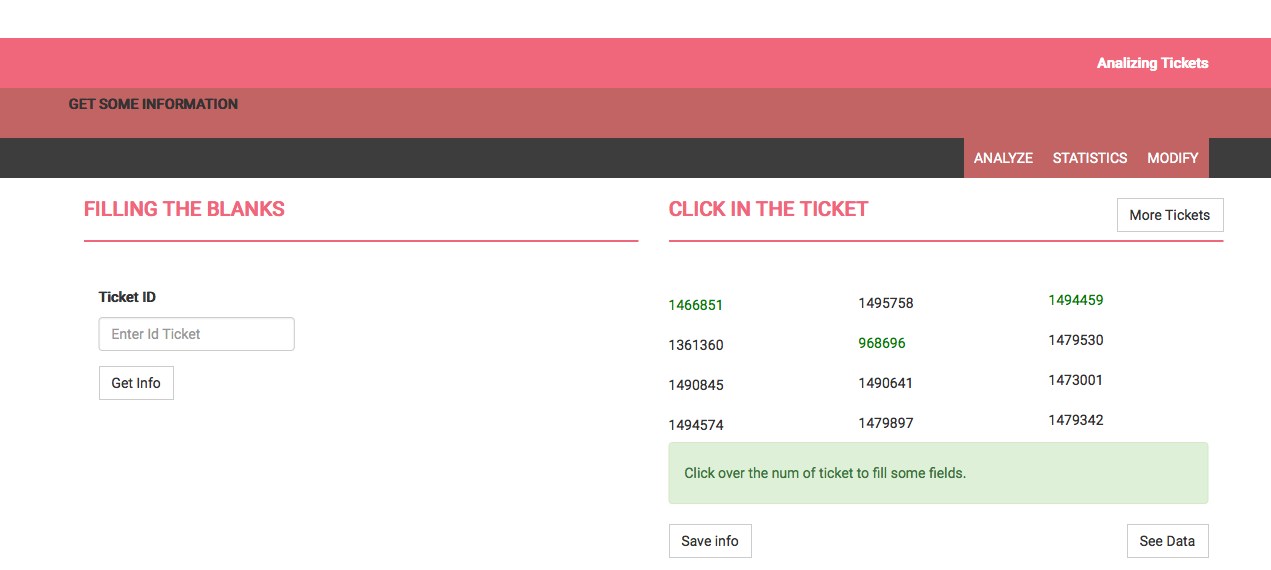 Analizing Tickets
GET SOME INFORMATION
ANALYZE STATISTICS MODIFY
FILLING THE BLANKS
Ticket ID
Enter Id Ticket
Get Info
CLICK IN THE TICKET
More Tickets
1466851 1495758 1494459
1361360 968696 1479530
1490845 1490641 1473001
1494574 1479897 1479342
Click over the num of ticket to fill some fields.
Save info See Data